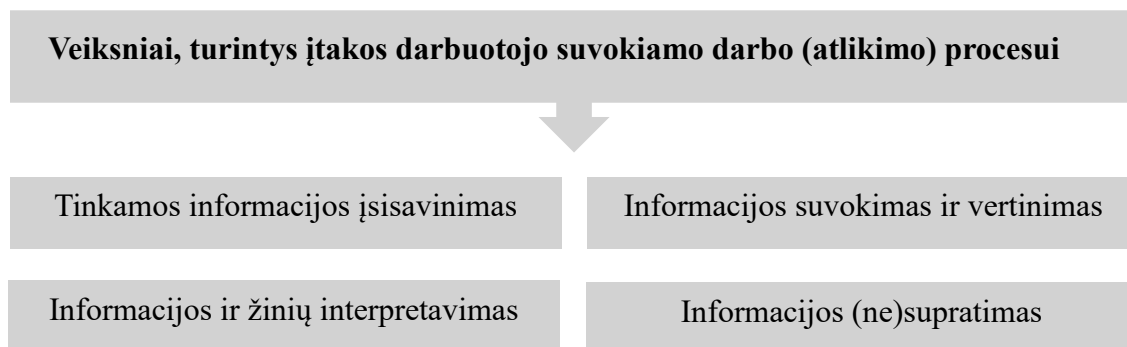 Veiksniai, turintys įtakos darbuotojo suvokiamo darbo (atlikimo) procesui
Tinkamos informacijos įsisavinimas
Informacijos suvokimas ir vertinimas
Informacijos ir žinių interpretavimas
Informacijos (ne)supratimas